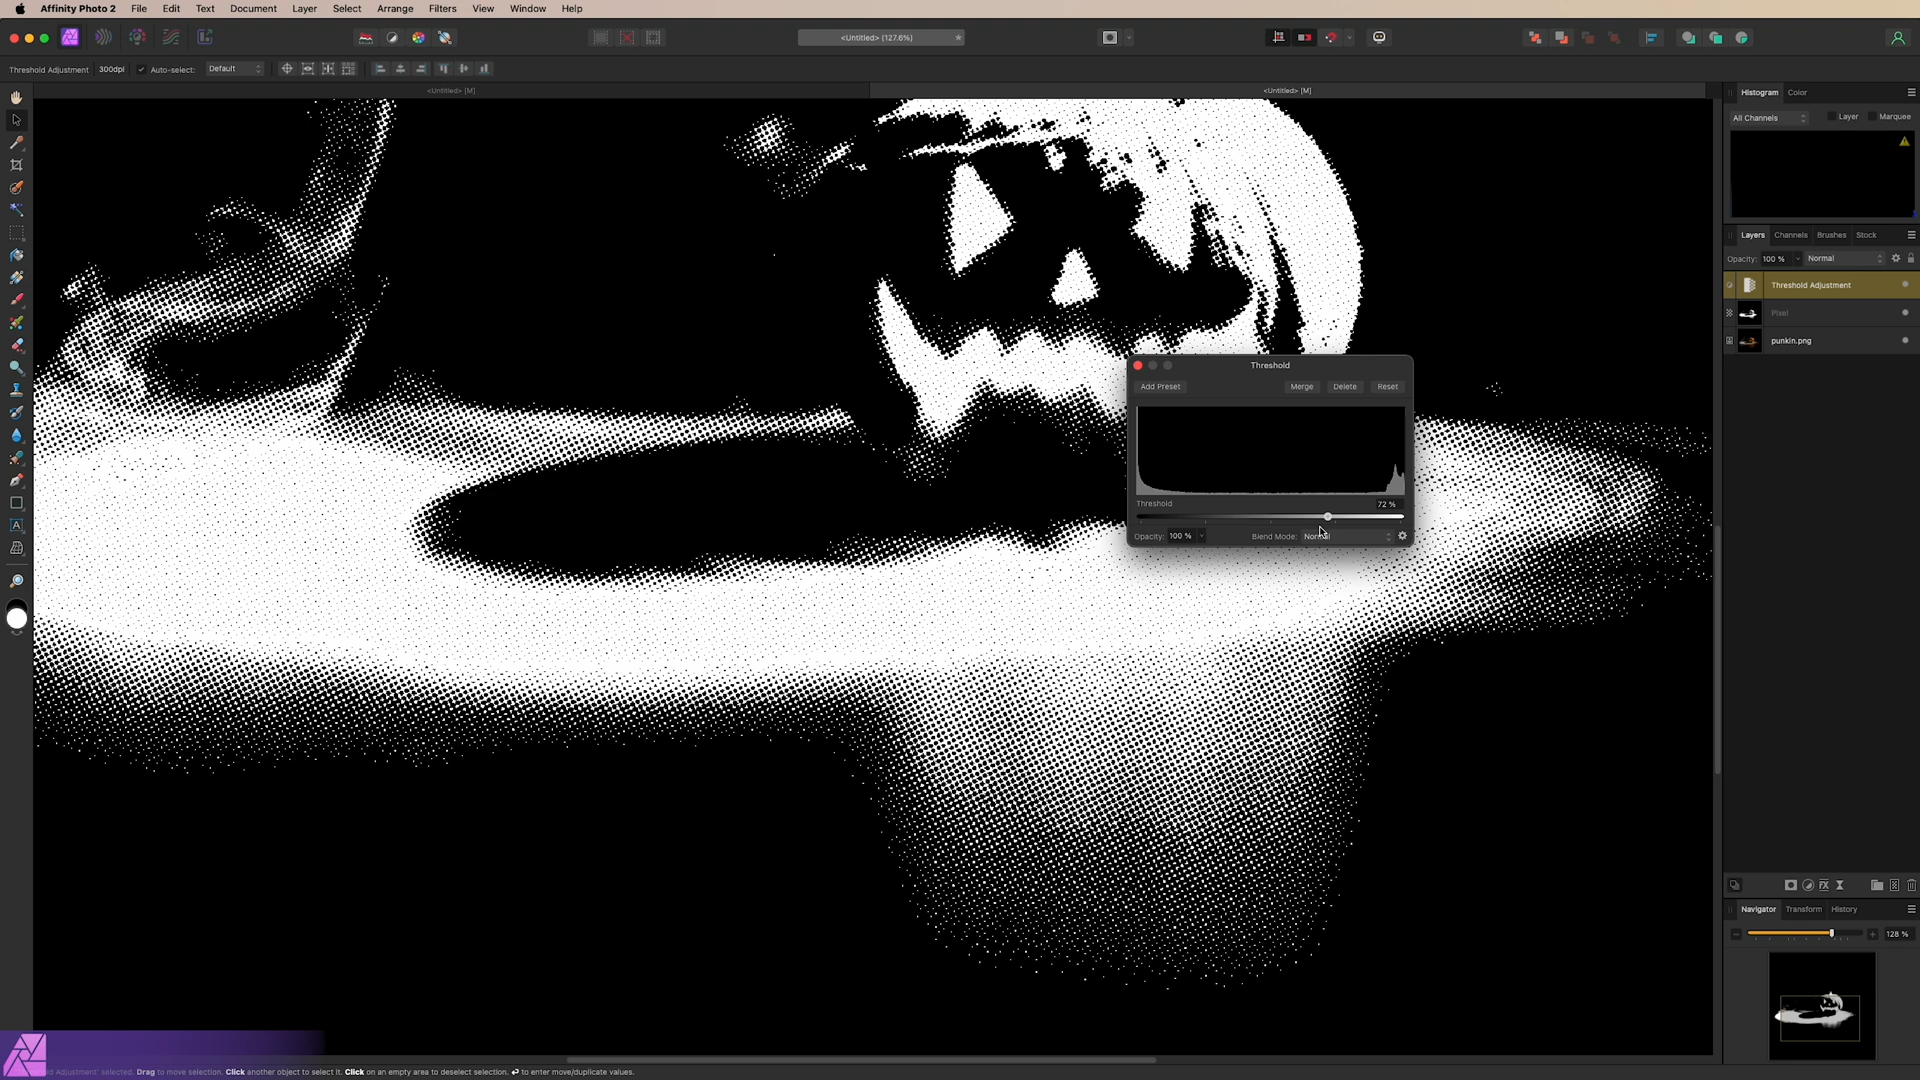 Affinity Photo 2 File Edit Text Document Layer Select Arrange Filters View Window Help
<Untitled> (127.6%)
Threshold Adjustment 300dpi Auto-select: Default
<Untitled> [M] <Untitled> [M]
Histogram Color
All Channels Layer Marquee
Layers Channels Brushes Stock
Opacity: 100 % Normal
Threshold Adjustment
Pixel
punkin.png
Threshold
Add Preset Merge Delete Reset
Threshold 72 %
Opacity: 100 % Blend Mode:
Navigator Transform History
128 %
Adjustment' selected. Drag to move selection. Click another object to select it. Click on an empty area to deselect selection. to enter move/duplicate values.